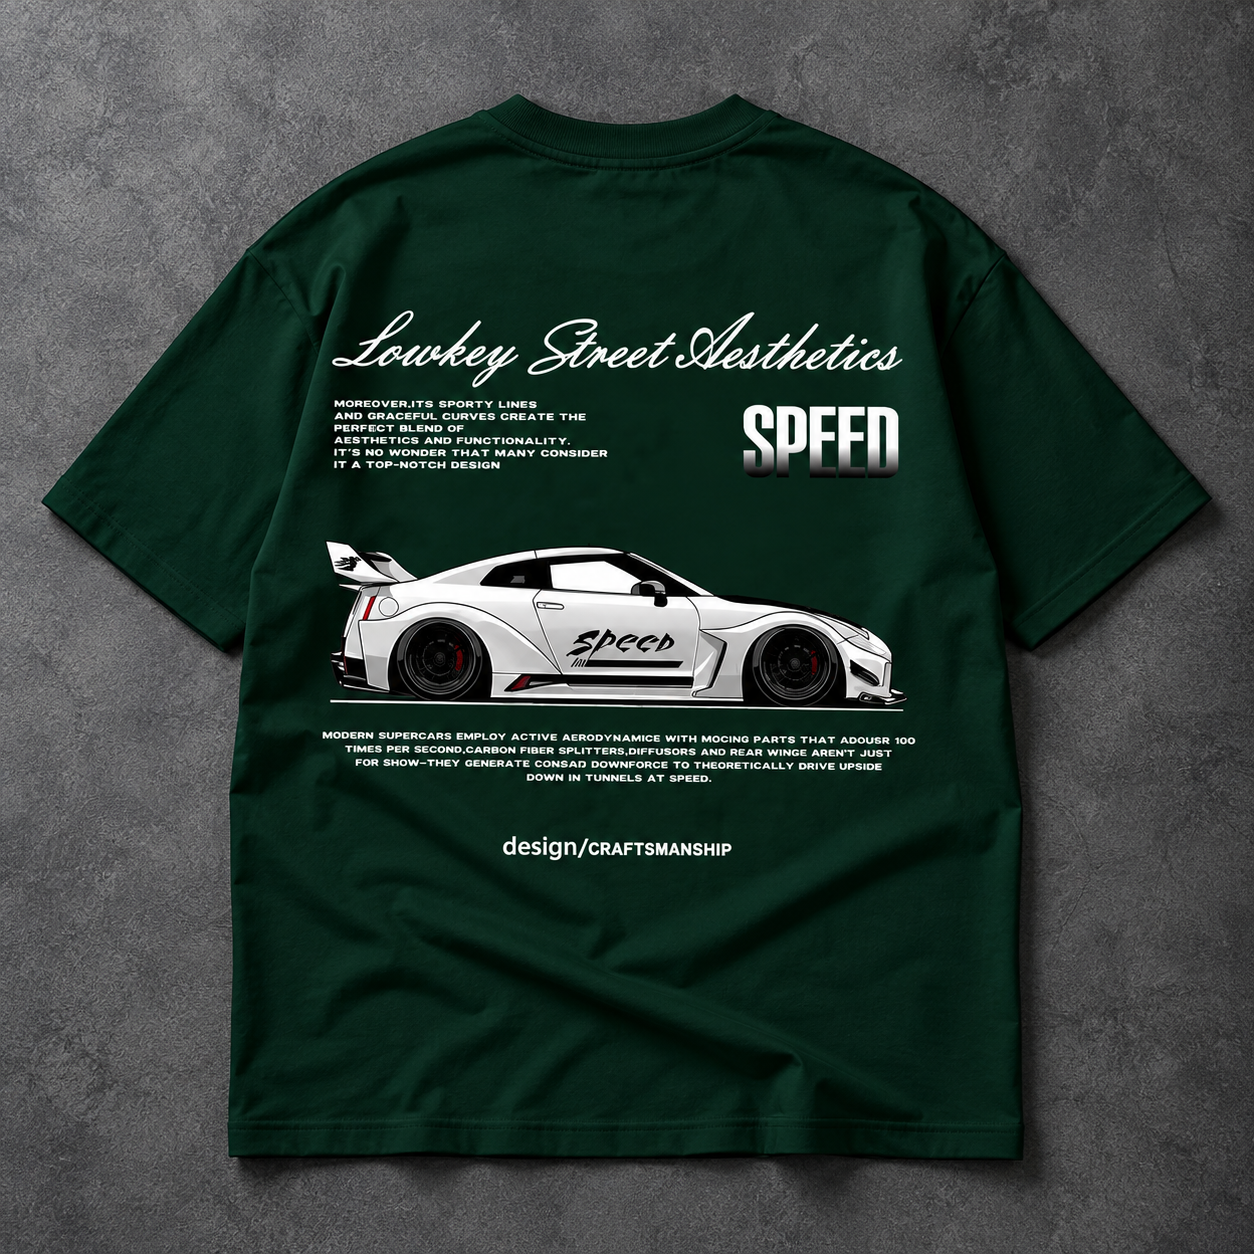 Lowkey Street Aesthetics
MOREOVER,ITS SPORTY LINES
AND GRACEFUL CURVES CREATE THE
PERFECT BLEND OF
AESTHETICS AND FUNCTIONALITY.
IT'S NO WONDER THAT MANY CONSIDER
IT A TOP-NOTCH DESIGN
SPEED
SPEED
MODERN SUPERCARS EMPLOY ACTIVE AERODYNAMICE WITH MOCING PARTS THAT ADOUSR 100
TIMES PER SECOND,CARBON FIBER SPLITTERS,DIFFUSORS AND REAR WINGE AREN'T JUST
FOR SHOW—THEY GENERATE CONSAD DOWNFORCE TO THEORETICALLY DRIVE UPSIDE
DOWN IN TUNNELS AT SPEED.
design/CRAFTSMANSHIP